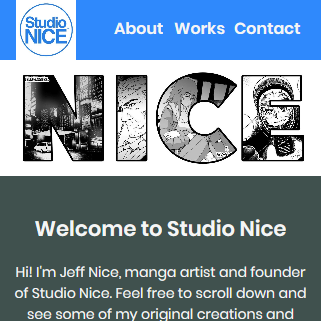 Studio
NICE
About Works Contact
NICE
Welcome to Studio Nice
Hi! I'm Jeff Nice, manga artist and founder
of Studio Nice. Feel free to scroll down and
see some of my original creations and